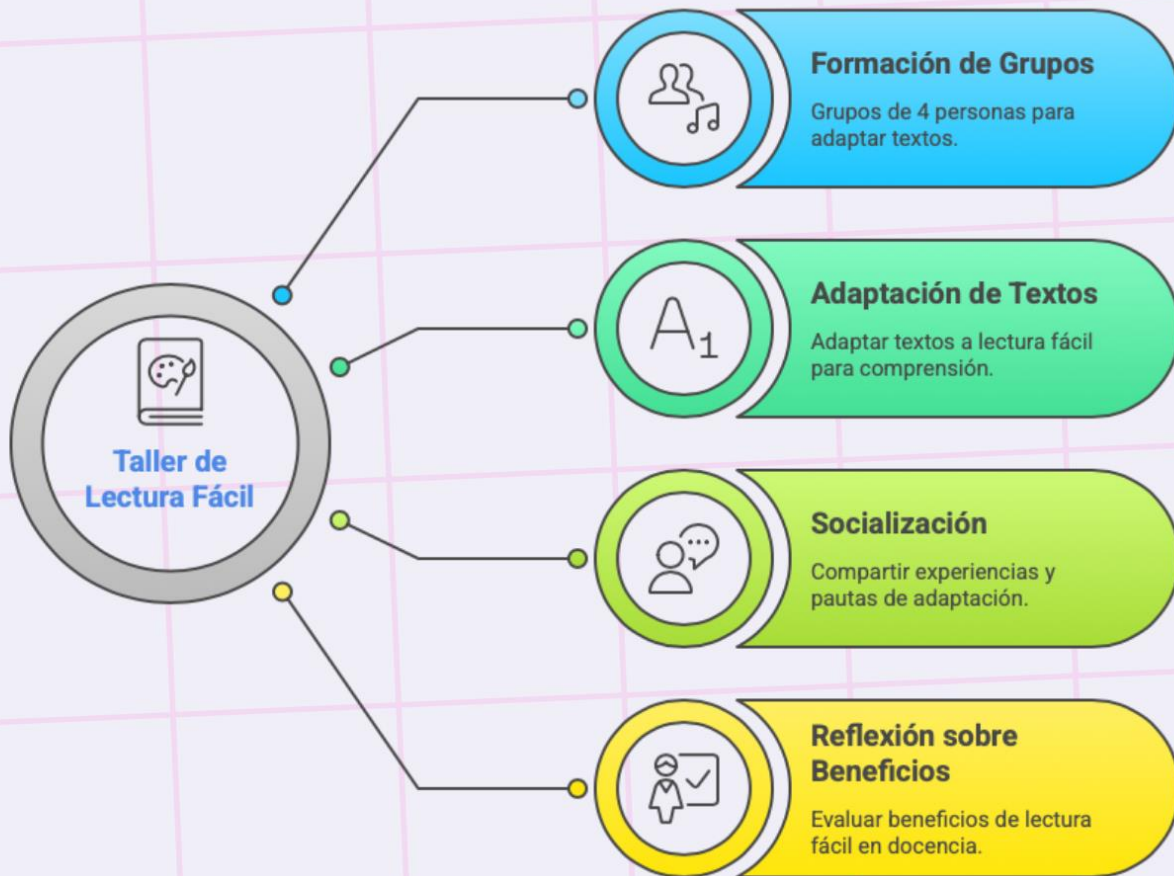 Taller de
Lectura Fácil
Formación de Grupos
Grupos de 4 personas para
adaptar textos.
A1
Adaptación de Textos
Adaptar textos a lectura fácil
para comprensión.
Socialización
Compartir experiencias y
pautas de adaptación.
Reflexión sobre
Beneficios
Evaluar beneficios de lectura
fácil en docencia.